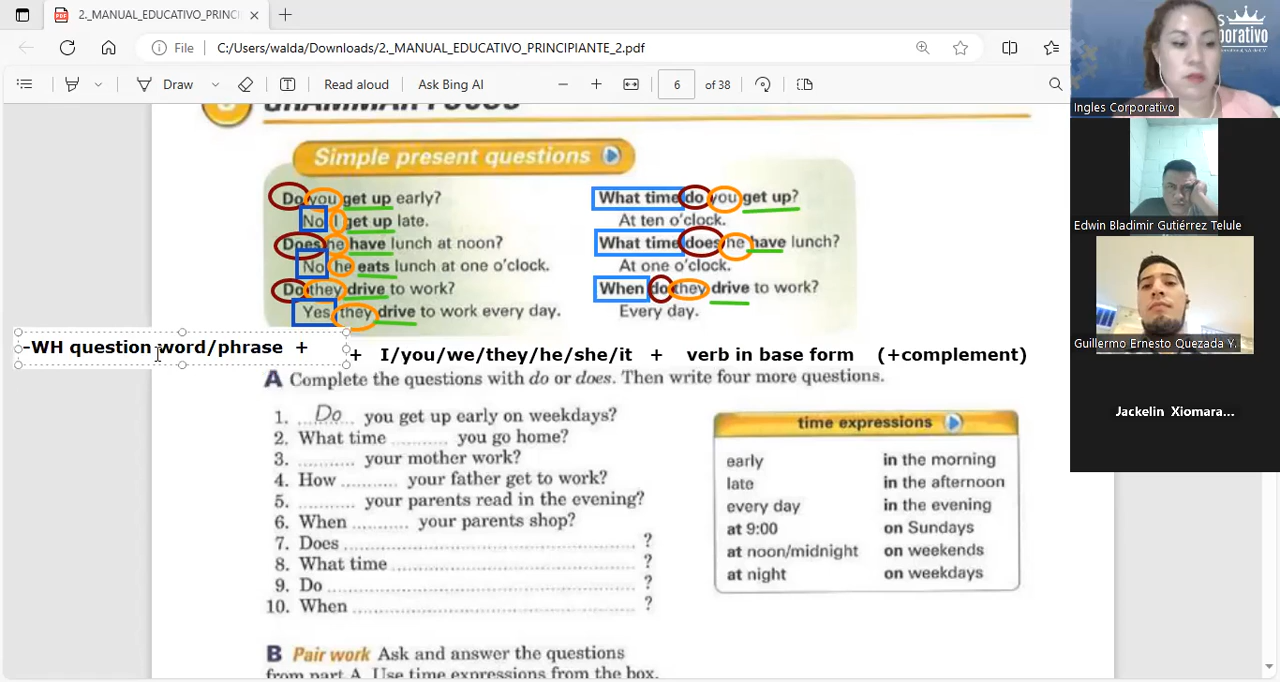 2._MANUAL_EDUCATIVO_PRINCI
File C:/Users/walda/Downloads/2._MANUAL_EDUCATIVO_PRINCIPIANTE_2.pdf
Draw Read aloud Ask Bing AI 6 of 38
GRAMMAR FOCUS
Simple present questions
Do you get up early?
No I get up late.
Does he have lunch at noon?
No he eats lunch at one o'clock.
Do they drive to work?
Yes they drive to work every day.
What time do you get up?
At ten o'clock.
What time does he have lunch?
At one o'clock.
When do they drive to work?
Every day.
-WH question word/phrase +
+ I/you/we/they/he/she/it + verb in base form (+complement)
A Complete the questions with do or does. Then write four more questions.
1. Do you get up early on weekdays?
2. What time .......... you go home?
3. .......... your mother work?
4. How .......... your father get to work?
5. .......... your parents read in the evening?
6. When .......... your parents shop?
7. Does .......... ?
8. What time .......... ?
9. Do .......... ?
10. When .......... ?
time expressions
early in the morning
late in the afternoon
every day in the evening
at 9:00 on Sundays
at noon/midnight on weekends
at night on weekdays
B Pair work Ask and answer the questions
from part A. Use time expressions from the box.
Ingles Corporativo
Edwin Bladimir Gutiérrez Telule
Guillermo Ernesto Quezada Y.
Jackelin Xiomara...